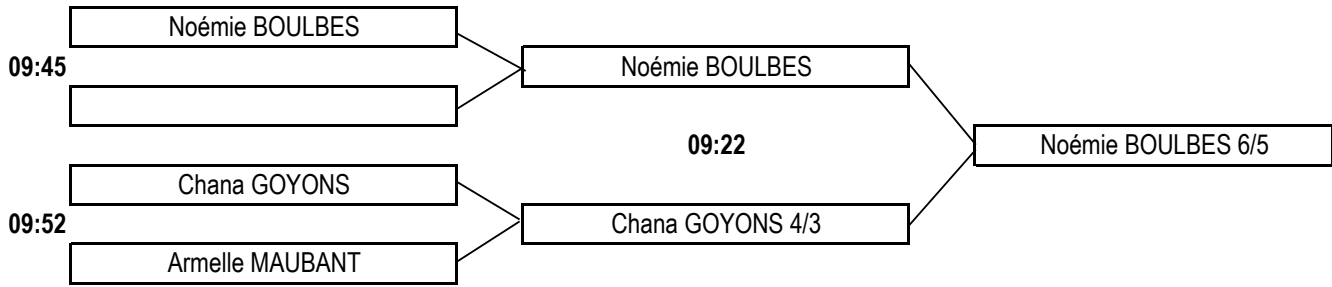 Noémie BOULBES
09:45
Noémie BOULBES
09:22
Noémie BOULBES 6/5
Chana GOYONS
09:52
Chana GOYONS 4/3
Armelle MAUBANT